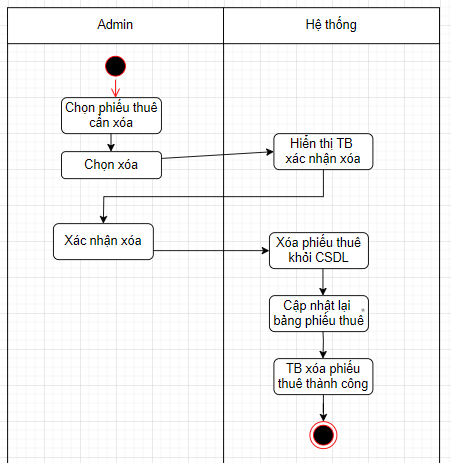 Admin
Hệ thống
Chọn phiếu thuê
cần xóa
Chọn xóa
Hiển thị TB
xác nhận xóa
Xác nhận xóa
Xóa phiếu thuê
khỏi CSDL
Cập nhật lại
bảng phiếu thuê
TB xóa phiếu
thuê thành công